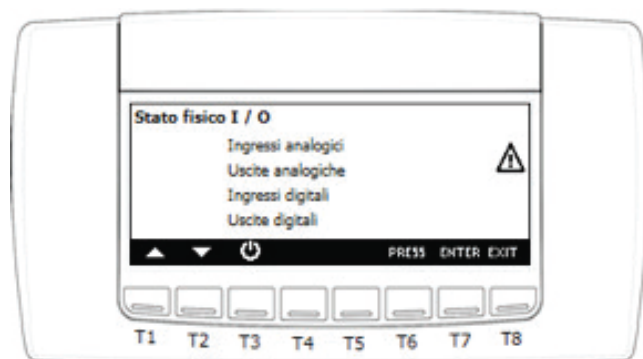 Stato fisico I / O
Ingressi analogici
Uscite analogiche
Ingressi digitali
Uscite digitali
PRESS ENTER EXIT
T1 T2 T3 T4 T5 T6 T7 T8